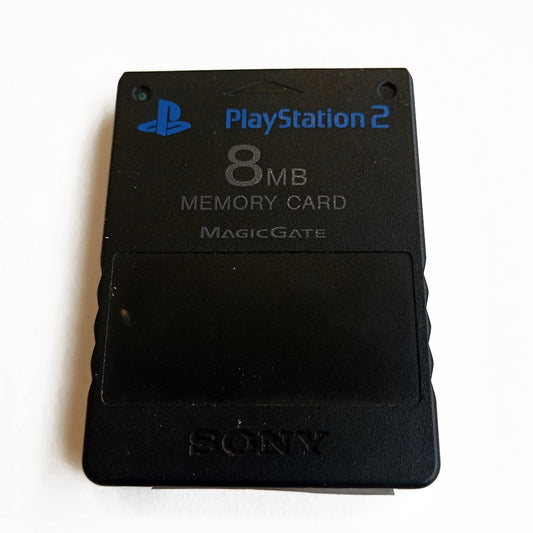 PlayStation 2
8MB
MEMORY CARD
MAGICGATE
SONY